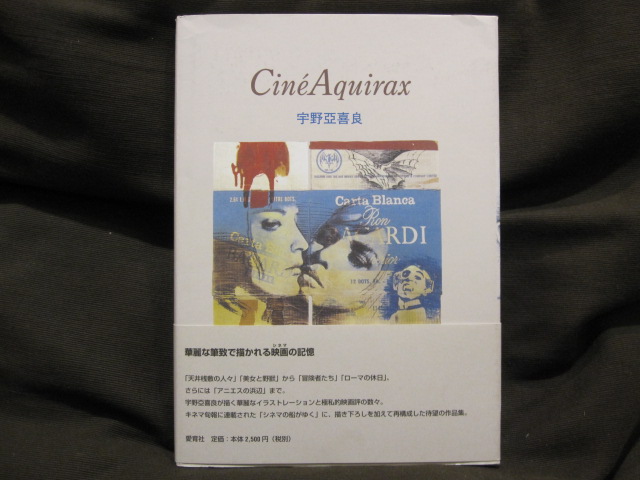 CinéAquirax
宇野亞喜良
Carta Blanca
Ron
華麗な筆致で描かれる映画の記憶
シネマ
「天井桟敷の人々」「美女と野獣」から「冒険者たち」「ローマの休日」、
さらには「アニエスの浜辺」まで。
宇野亞喜良が描く華麗なイラストレーションと極私的映画評の数々。
キネマ旬報に連載された「シネマの船がゆく」に、描き下ろしを加えて再構成した待望の作品集。
愛育社 定価：本体2,500円（税別）